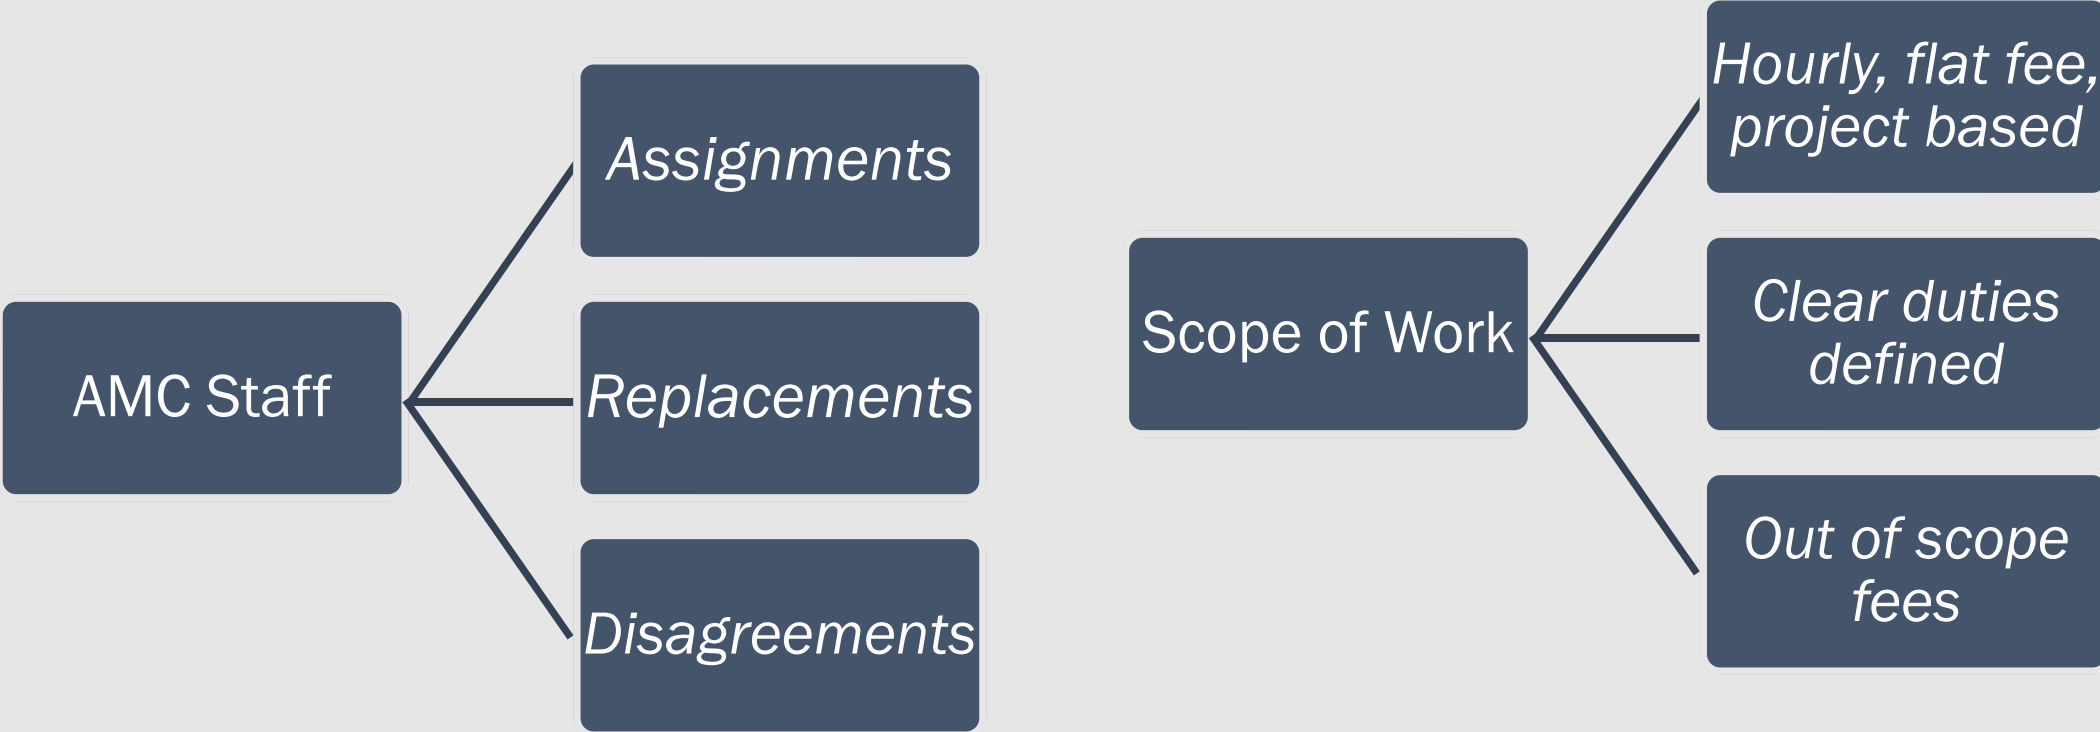 AMC Staff
Assignments
Replacements
Disagreements
Scope of Work
Hourly, flat fee,
project based
Clear duties
defined
Out of scope
fees